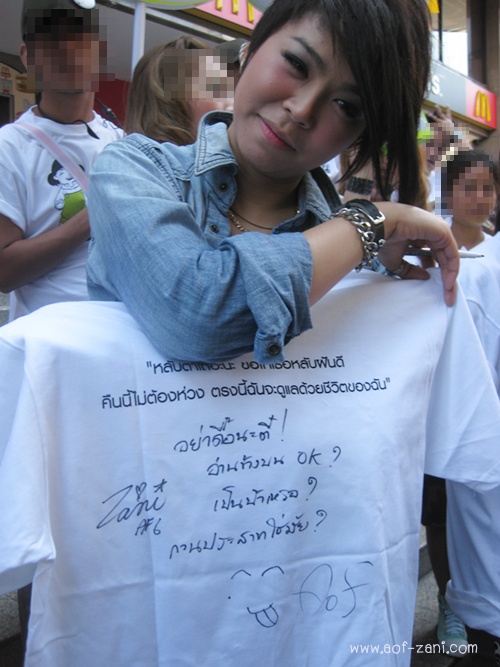 "หลับตาเถอะนะ ขอให้เธอหลับฝันดี
คืนนี้ไม่ต้องห่วง ตรงนี้ฉันจะดูแลด้วยชีวิตของฉัน"
อย่าดื้อนะตี๋!
อ่านข้างบน OK?
Zani
AF6
เป็นบ้าเหรอ?
กวนประสาทใช่มั้ย?
Aof
www.aof-zani.com